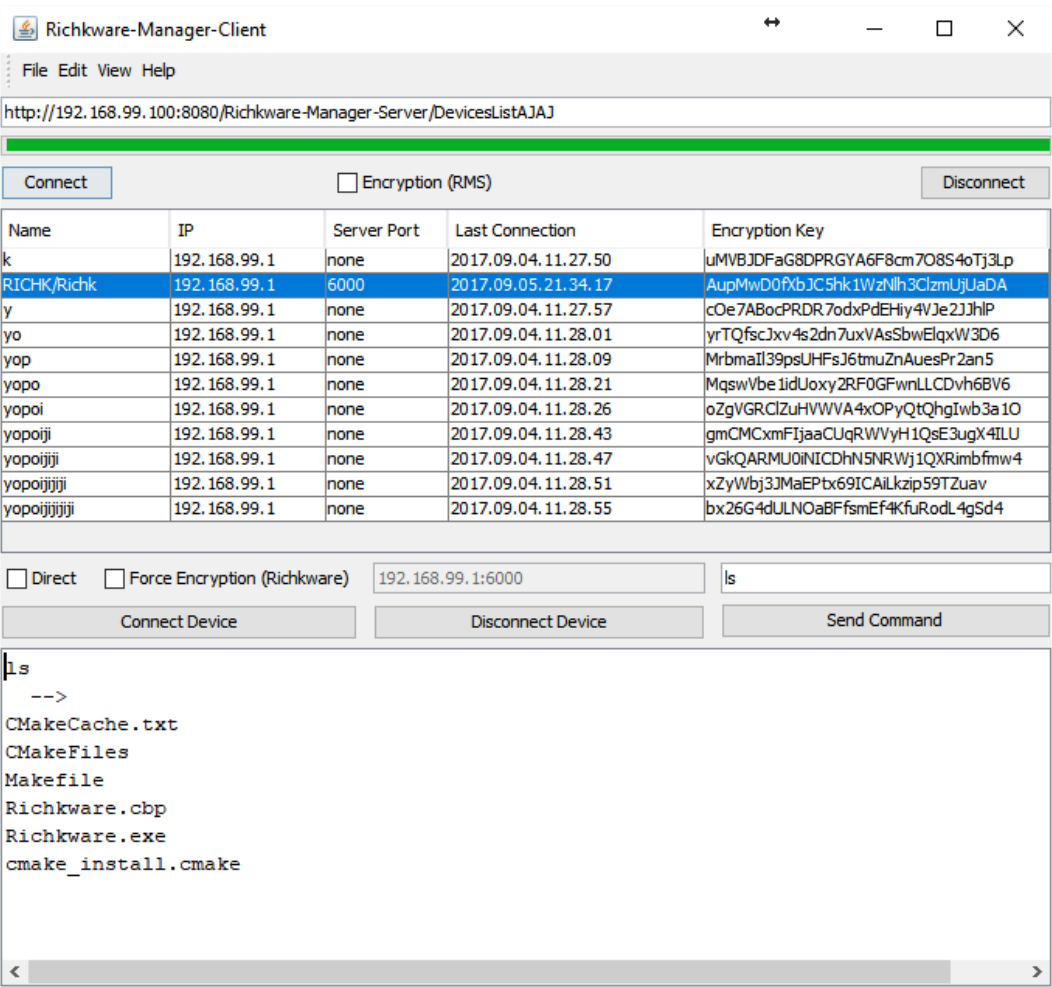 Richkware-Manager-Client
File Edit View Help
http://192.168.99.100:8080/Richkware-Manager-Server/DevicesListAJAJ
Connect Encryption (RMS) Disconnect
Name IP Server Port Last Connection Encryption Key
k 192.168.99.1 none 2017.09.04.11.27.50 uMVBJDFaG8DPRGYA6F8cm7O8S4oTj3Lp
RICHK/Richk 192.168.99.1 6000 2017.09.05.21.34.17 AupMwD0fXbJC5hk1WzNlh3ClzmUjUaDA
y 192.168.99.1 none 2017.09.04.11.27.57 cOe7ABocPRDR7odxPdEHiy4VJe2JJhlP
yo 192.168.99.1 none 2017.09.04.11.28.01 yrTQfscJxv4s2dn7uxVAsSbwElqxW3D6
yop 192.168.99.1 none 2017.09.04.11.28.09 MrbmaIl39psUHFsJ6tmuZnAuesPr2an5
yopo 192.168.99.1 none 2017.09.04.11.28.21 MqswVbe1idUoxy2RF0GFwnLLCDvh6BV6
yopoi 192.168.99.1 none 2017.09.04.11.28.26 oZgVGRClZuHVWVA4xOPyQtQhgIwb3a1O
yopoiji 192.168.99.1 none 2017.09.04.11.28.43 gmCMCxmFIjaaCUqRWVyH1QsE3ugX4ILU
yopoijiji 192.168.99.1 none 2017.09.04.11.28.47 vGkQARMU0iNICDhN5NRWj1QXRimbfmw4
yopoijijiji 192.168.99.1 none 2017.09.04.11.28.51 xZyWbj3JMaEPtx69ICAiLkzip59TZuav
yopoijijijiji 192.168.99.1 none 2017.09.04.11.28.55 bx26G4dULNOaBFfsmEf4KfuRodL4gSd4
Direct Force Encryption (Richkware) 192.168.99.1:6000 ls
Connect Device Disconnect Device Send Command
ls
-->
CMakeCache.txt
CMakeFiles
Makefile
Richkware.cbp
Richkware.exe
cmake_install.cmake